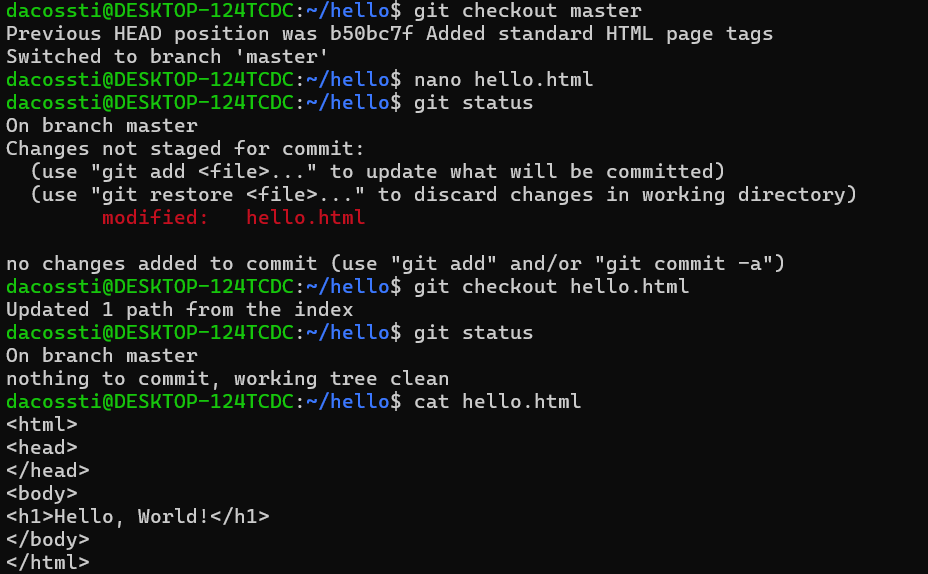 dacossti@DESKTOP-124TCDC:~/hello$ git checkout master
Previous HEAD position was b50bc7f Added standard HTML page tags
Switched to branch 'master'
dacossti@DESKTOP-124TCDC:~/hello$ nano hello.html
dacossti@DESKTOP-124TCDC:~/hello$ git status
On branch master
Changes not staged for commit:
  (use "git add <file>..." to update what will be committed)
  (use "git restore <file>..." to discard changes in working directory)
        modified:   hello.html

no changes added to commit (use "git add" and/or "git commit -a")
dacossti@DESKTOP-124TCDC:~/hello$ git checkout hello.html
Updated 1 path from the index
dacossti@DESKTOP-124TCDC:~/hello$ git status
On branch master
nothing to commit, working tree clean
dacossti@DESKTOP-124TCDC:~/hello$ cat hello.html
<html>
<head>
</head>
<body>
<h1>Hello, World!</h1>
</body>
</html>